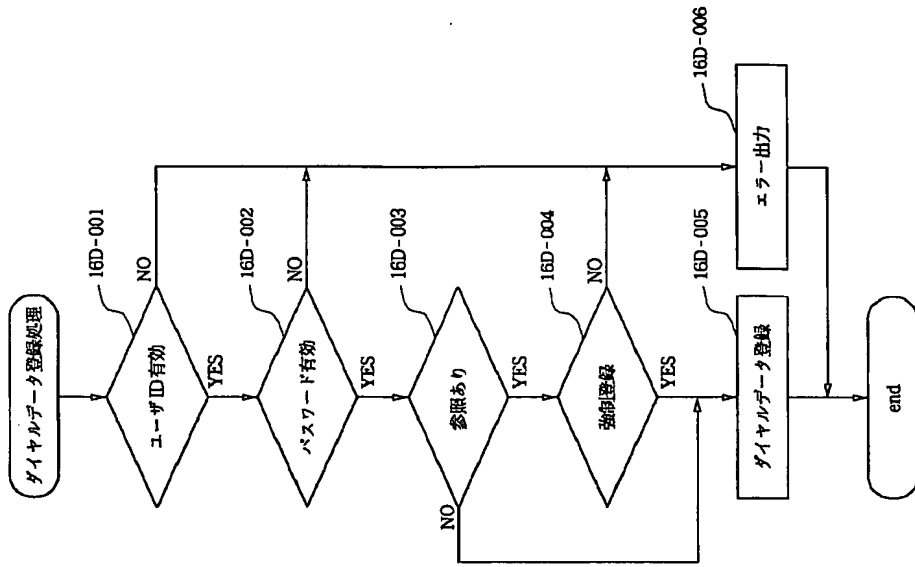 ダイヤルデータ登録処理
16D-001
ユーザID有効
NO
YES
16D-002
パスワード有効
NO
YES
16D-003
参照あり
NO
YES
16D-004
強制登録
NO
YES
16D-005
ダイヤルデータ登録
16D-006
エラー出力
end